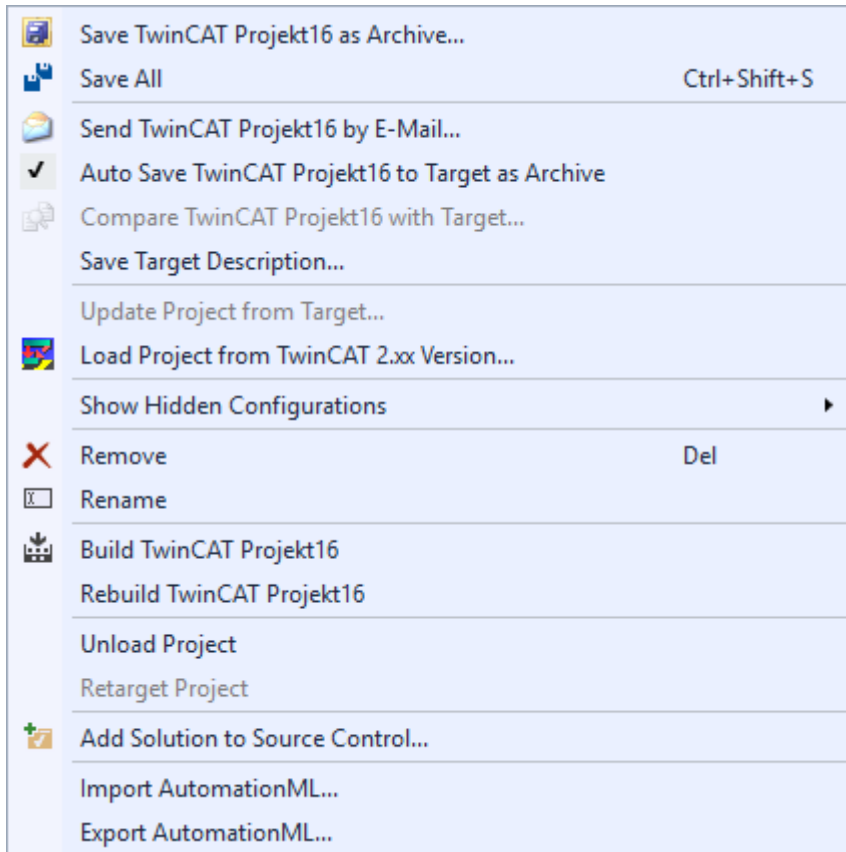 Save TwinCAT Projekt16 as Archive...
Save All Ctrl+Shift+S
Send TwinCAT Projekt16 by E-Mail...
Auto Save TwinCAT Projekt16 to Target as Archive
Compare TwinCAT Projekt16 with Target...
Save Target Description...
Update Project from Target...
Load Project from TwinCAT 2.xx Version...
Show Hidden Configurations
Remove Del
Rename
Build TwinCAT Projekt16
Rebuild TwinCAT Projekt16
Unload Project
Retarget Project
Add Solution to Source Control...
Import AutomationML...
Export AutomationML...